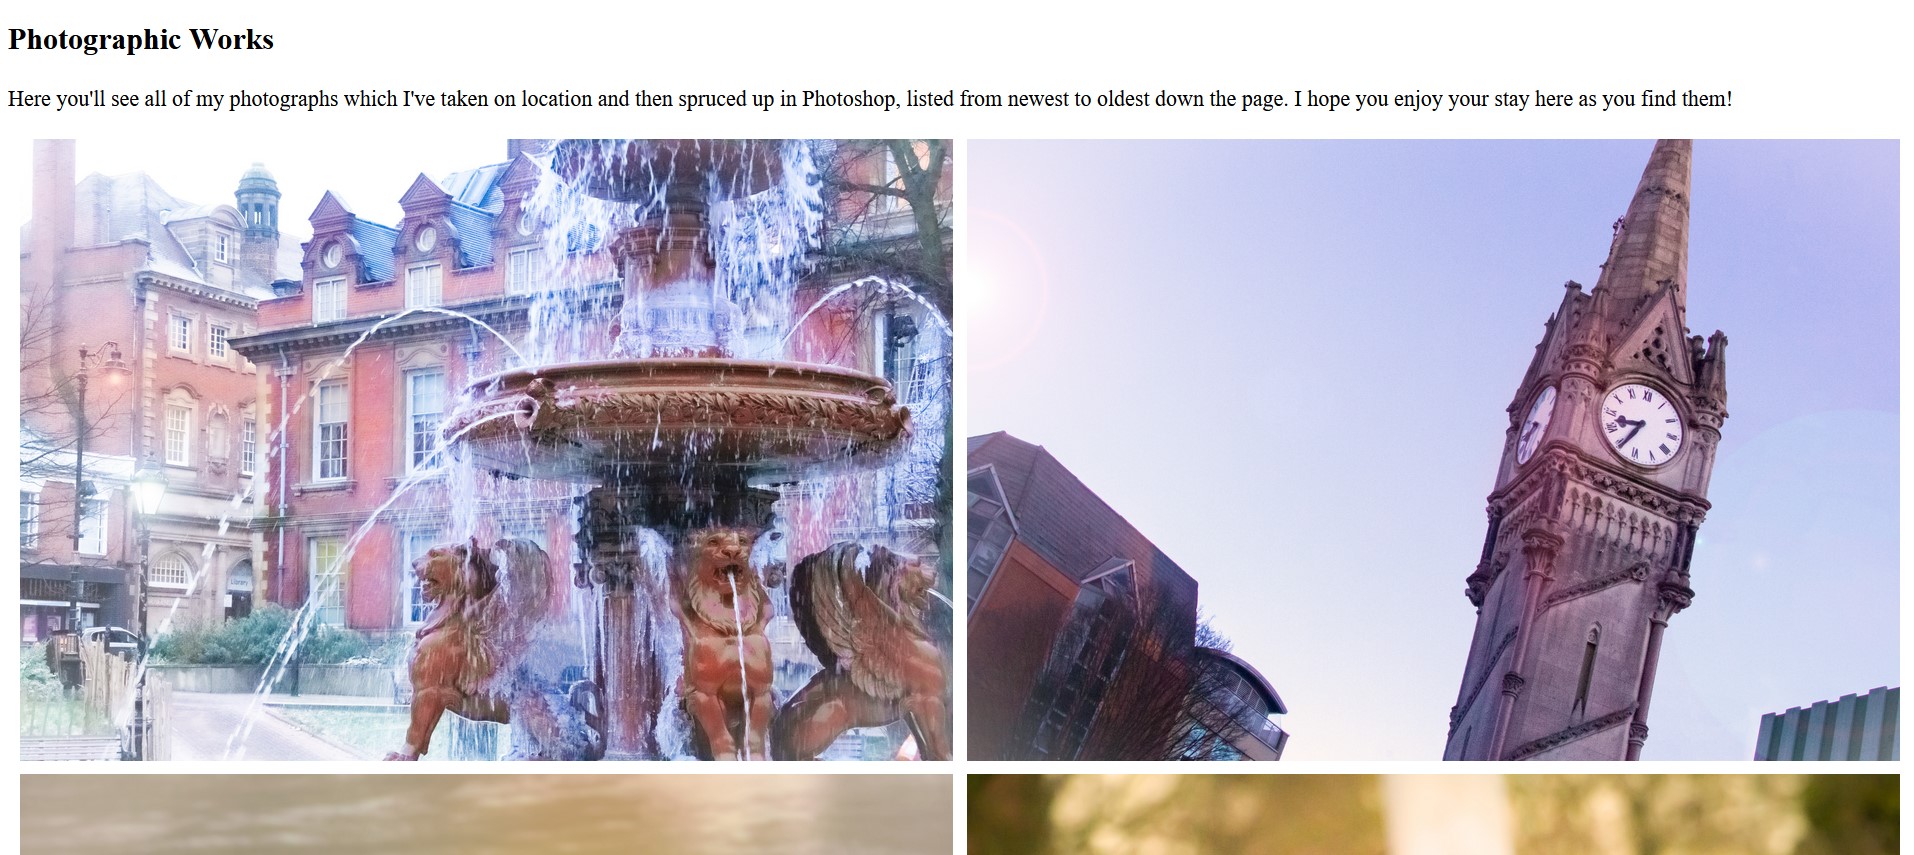 Photographic Works
Here you'll see all of my photographs which I've taken on location and then spruced up in Photoshop, listed from newest to oldest down the page. I hope you enjoy your stay here as you find them!
Library